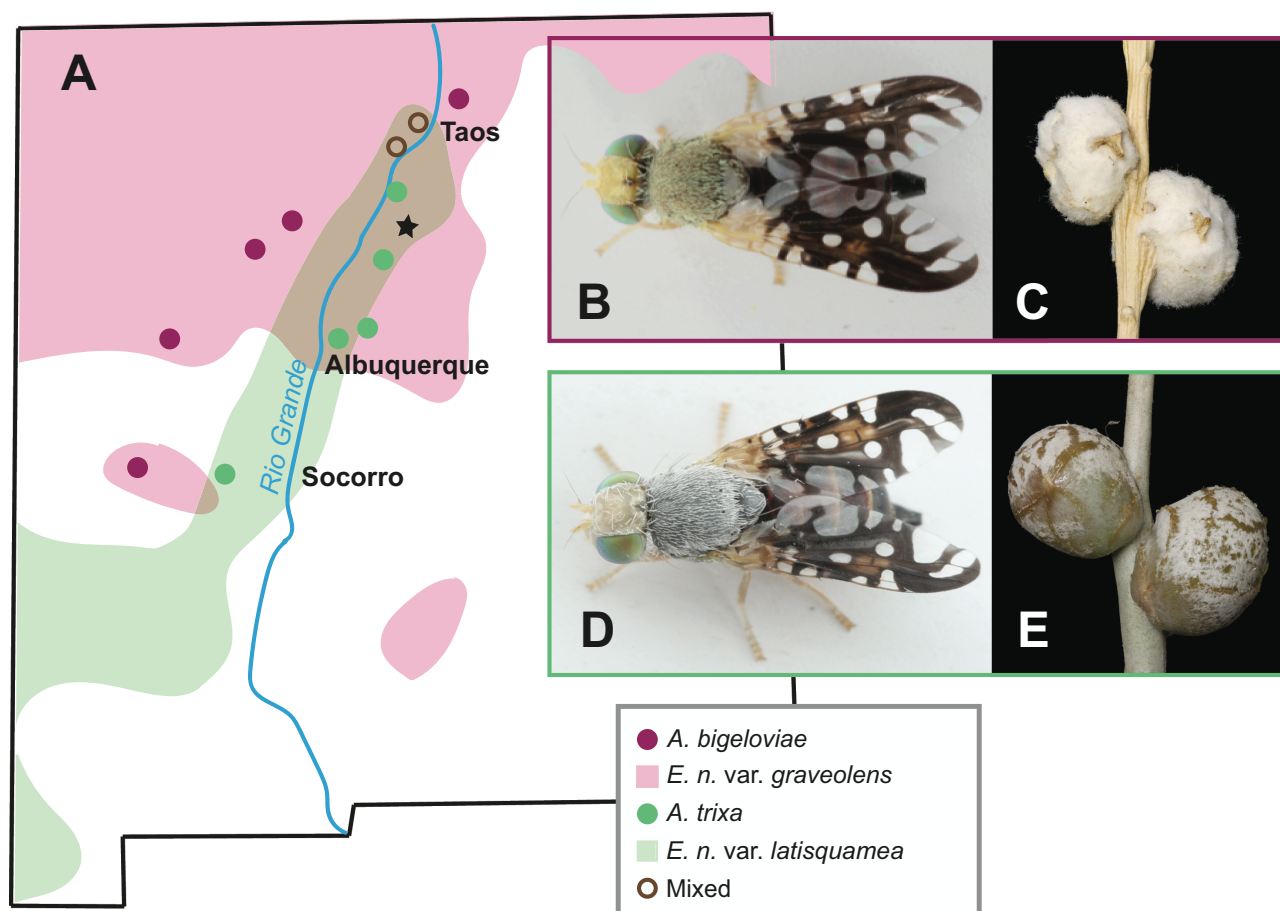 A
Taos
Albuquerque
Rio Grande
Socorro
B
C
D
E
A. bigeloviae
E. n. var. graveolens
A. trixa
E. n. var. latisquamea
Mixed